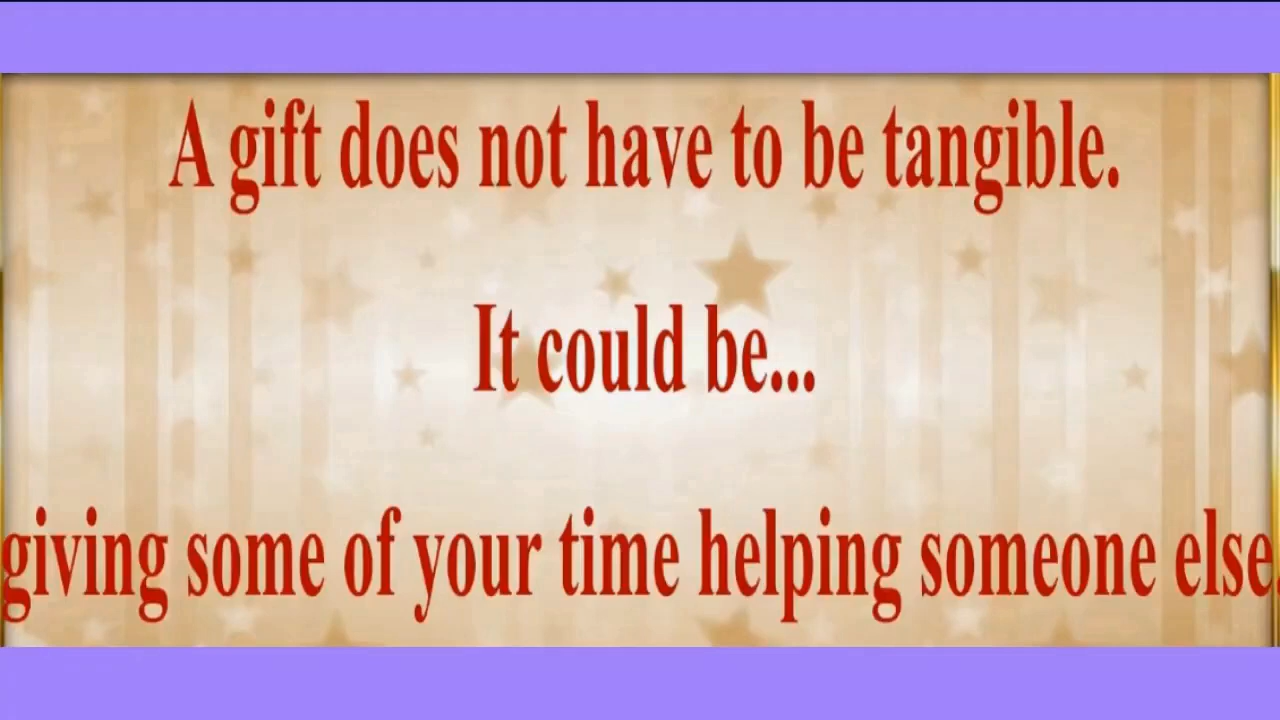 A gift does not have to be tangible.
It could be...
giving some of your time helping someone else.